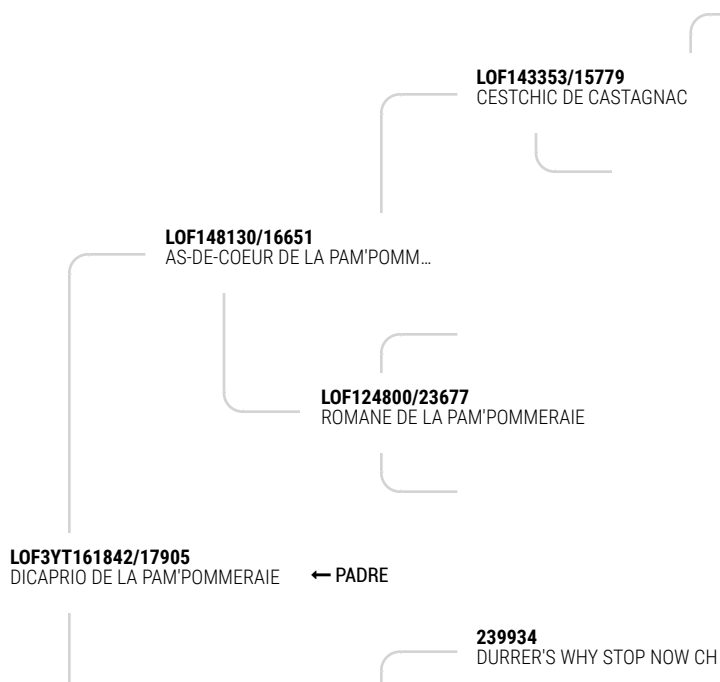 LOF143353/15779
CESTCHIC DE CASTAGNAC
LOF148130/16651
AS-DE-COEUR DE LA PAM'POMM...
LOF124800/23677
ROMANE DE LA PAM'POMMERAIE
LOF3YT161842/17905
DICAPRIO DE LA PAM'POMMERAIE ← PADRE
239934
DURRER'S WHY STOP NOW CH